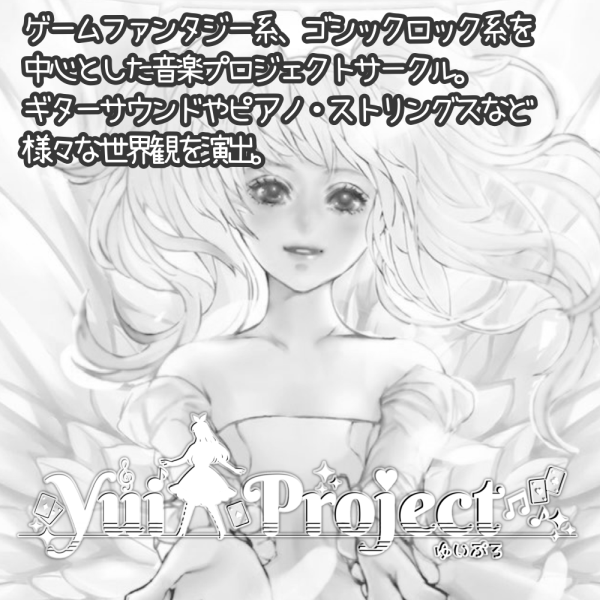 ゲームファンタジー系、ゴシックロック系を
中心とした音楽プロジェクトサークル。
ギターサウンドやピアノ・ストリングスなど
様々な世界観を演出。
Yui Project
ゆいぷろ